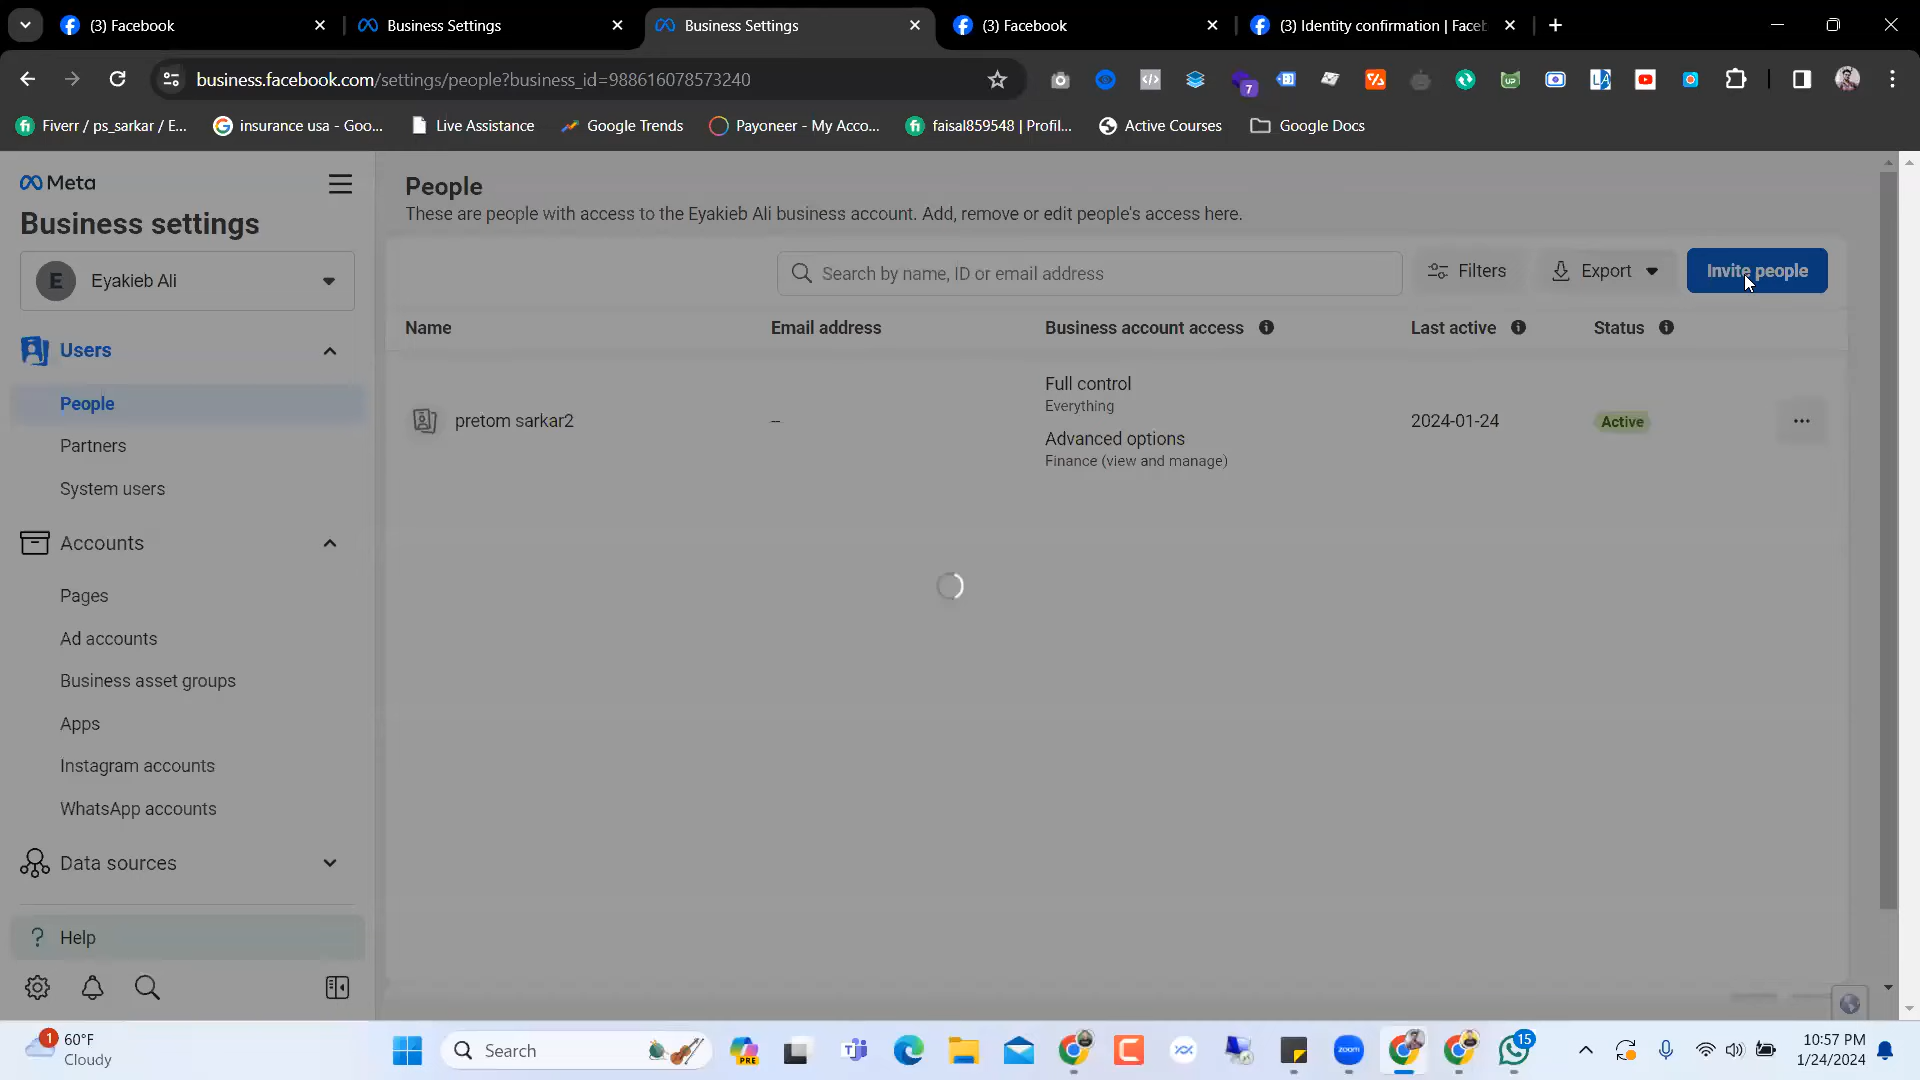 (3) Facebook
Business Settings
Business Settings
(3) Facebook
(3) Identity confirmation | Faceb
business.facebook.com/settings/people?business_id=988616078573240
7
UP
Fiverr / ps_sarkar / E...
insurance usa - Goo...
Live Assistance
Google Trends
Payoneer - My Acco...
faisal859548 | Profil...
Active Courses
Google Docs
Meta
Business settings
E
Eyakieb Ali
Users
People
Partners
System users
Accounts
Pages
Ad accounts
Business asset groups
Apps
Instagram accounts
WhatsApp accounts
Data sources
? Help
People
These are people with access to the Eyakieb Ali business account. Add, remove or edit people's access here.
Search by name, ID or email address
Filters
Export
Invite people
Name
Email address
Business account access
Last active
Status
pretom sarkar2
--
Full control
Everything
Advanced options
Finance (view and manage)
2024-01-24
Active
...
1
60°F
Cloudy
Search
PRE
zoom
15
10:57 PM
1/24/2024